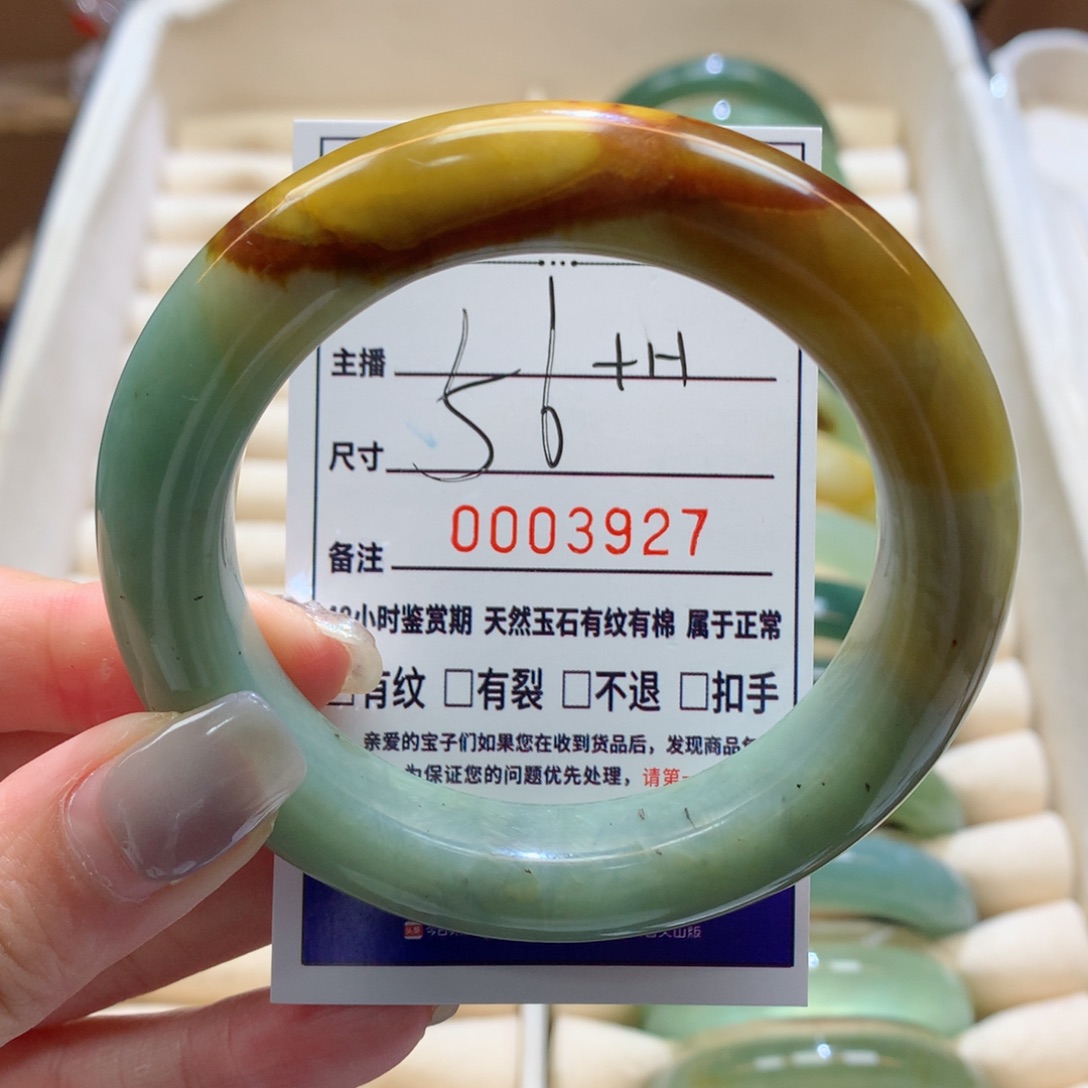 主播
+H
尺寸
56
备注 0003927
小时鉴赏期 天然玉石有纹有棉 属于正常
□有纹 □有裂 □不退 □扣手
亲爱的宝子们如果您在收到货品后，发现商品
为保证您的问题优先处理，请第一